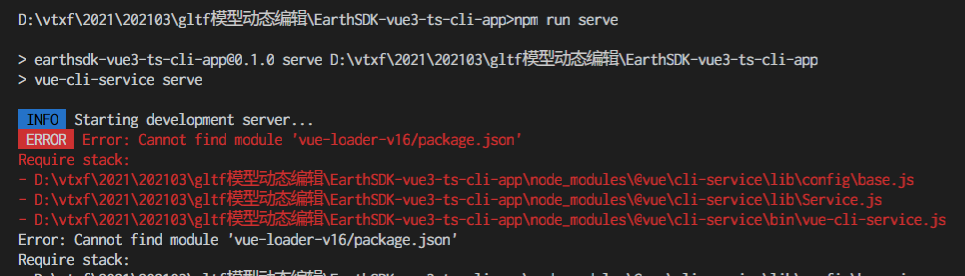 D:\vtxf\2021\202103\gltf模型动态编辑\EarthSDK-vue3-ts-cli-app>npm run serve
> earthsdk-vue3-ts-cli-app@0.1.0 serve D:\vtxf\2021\202103\gltf模型动态编辑\EarthSDK-vue3-ts-cli-app
> vue-cli-service serve
INFO Starting development server...
ERROR Error: Cannot find module 'vue-loader-v16/package.json'
Require stack:
- D:\vtxf\2021\202103\gltf模型动态编辑\EarthSDK-vue3-ts-cli-app\node_modules\@vue\cli-service\lib\config\base.js
- D:\vtxf\2021\202103\gltf模型动态编辑\EarthSDK-vue3-ts-cli-app\node_modules\@vue\cli-service\lib\Service.js
- D:\vtxf\2021\202103\gltf模型动态编辑\EarthSDK-vue3-ts-cli-app\node_modules\@vue\cli-service\bin\vue-cli-service.js
Error: Cannot find module 'vue-loader-v16/package.json'
Require stack: